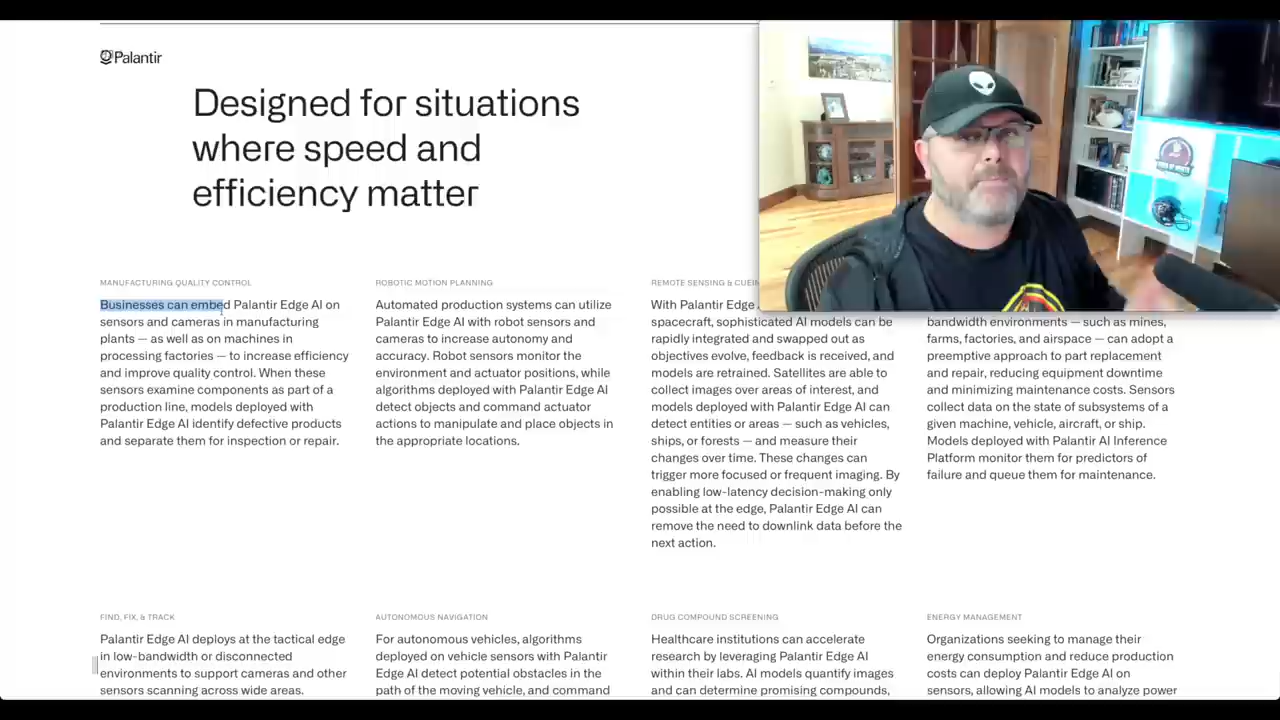 Palantir
Designed for situations
where speed and
efficiency matter
MANUFACTURING QUALITY CONTROL
Businesses can embed Palantir Edge AI on
sensors and cameras in manufacturing
plants — as well as on machines in
processing factories — to increase efficiency
and improve quality control. When these
sensors examine components as part of a
production line, models deployed with
Palantir Edge AI identify defective products
and separate them for inspection or repair.
ROBOTIC MOTION PLANNING
Automated production systems can utilize
Palantir Edge AI with robot sensors and
cameras to increase autonomy and
accuracy. Robot sensors monitor the
environment and actuator positions, while
algorithms deployed with Palantir Edge AI
detect objects and command actuator
actions to manipulate and place objects in
the appropriate locations.
REMOTE SENSING &
With Palantir Edge
spacecraft, sophisticated AI models can be
rapidly integrated and swapped out as
objectives evolve, feedback is received, and
models are retrained. Satellites are able to
collect images over areas of interest, and
models deployed with Palantir Edge AI can
detect entities or areas — such as vehicles,
ships, or forests — and measure their
changes over time. These changes can
trigger more focused or frequent imaging. By
enabling low-latency decision-making only
possible at the edge, Palantir Edge AI can
remove the need to downlink data before the
next action.
bandwidth environments — such as mines,
farms, factories, and airspace — can adopt a
preemptive approach to part replacement
and repair, reducing equipment downtime
and minimizing maintenance costs. Sensors
collect data on the state of subsystems of a
given machine, vehicle, aircraft, or ship.
Models deployed with Palantir AI Inference
Platform monitor them for predictors of
failure and queue them for maintenance.
FIND, FIX, & TRACK
Palantir Edge AI deploys at the tactical edge
in low-bandwidth or disconnected
environments to support cameras and other
sensors scanning across wide areas.
AUTONOMOUS NAVIGATION
For autonomous vehicles, algorithms
deployed on vehicle sensors with Palantir
Edge AI detect potential obstacles in the
path of the moving vehicle, and command
DRUG COMPOUND SCREENING
Healthcare institutions can accelerate
research by leveraging Palantir Edge AI
within their labs. AI models quantify images
and can determine promising compounds,
ENERGY MANAGEMENT
Organizations seeking to manage their
energy consumption and reduce production
costs can deploy Palantir Edge AI on
sensors, allowing AI models to analyze power